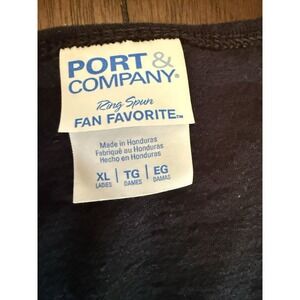 PORT &
COMPANY®
Ring Spun
FAN FAVORITE™
Made in Honduras
Fabriqué au Honduras
Hecho en Honduras
XL | TG | EG
LADIES DAMES DAMAS